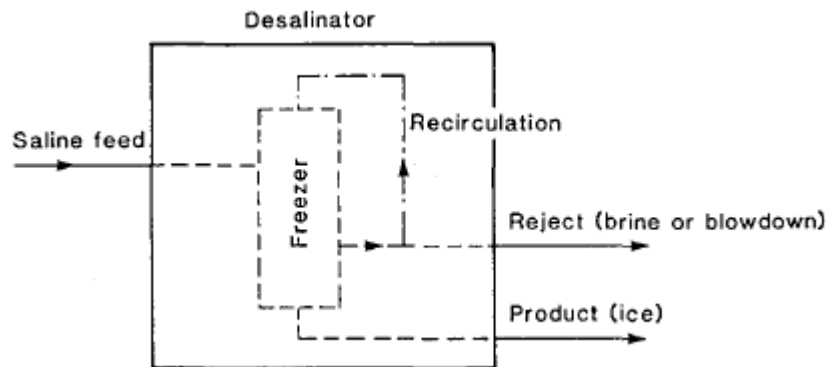 Desalinator
Recirculation
Saline feed
Freezer
Reject (brine or blowdown)
Product (ice)